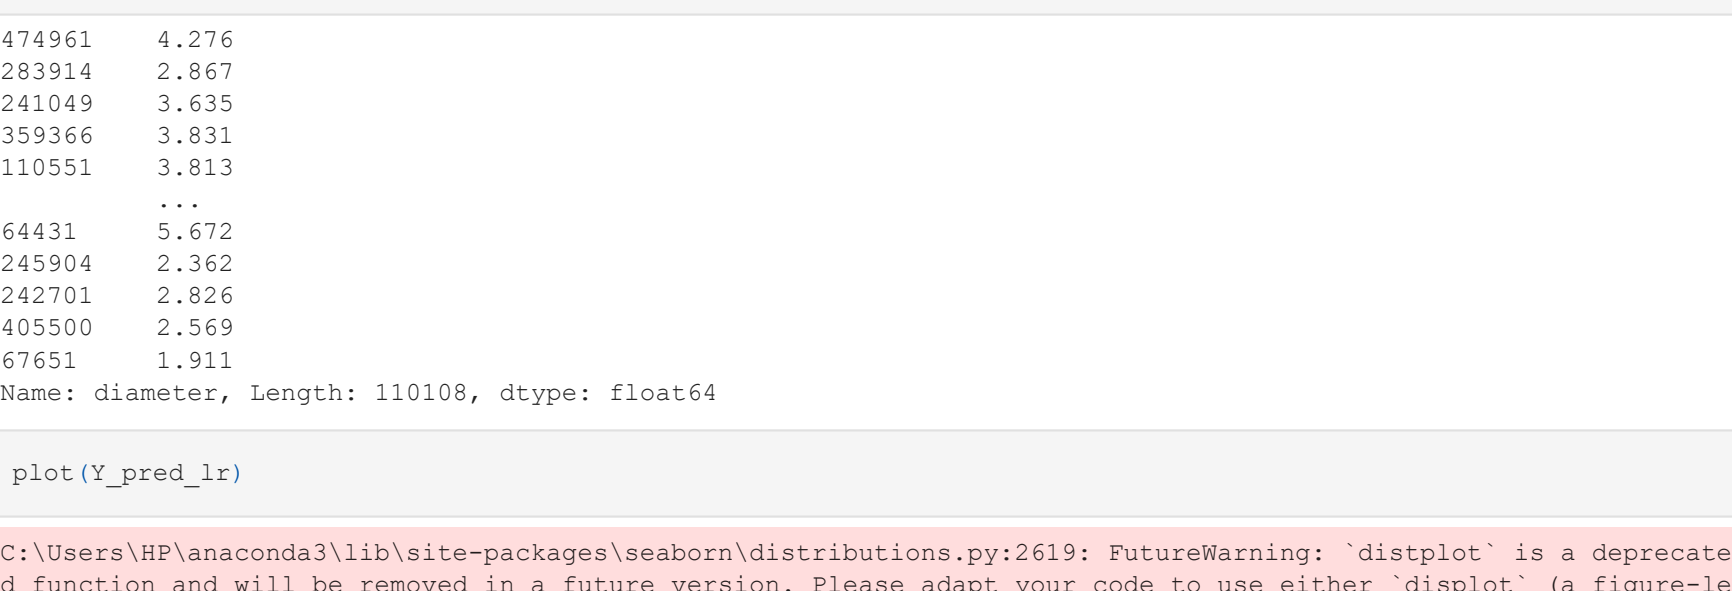 474961    4.276
283914    2.867
241049    3.635
359366    3.831
110551    3.813
          ...
64431     5.672
245904    2.362
242701    2.826
405500    2.569
67651     1.911
Name: diameter, Length: 110108, dtype: float64
plot(Y_pred_lr)
C:\Users\HP\anaconda3\lib\site-packages\seaborn\distributions.py:2619: FutureWarning: `distplot` is a deprecate
d function and will be removed in a future version. Please adapt your code to use either `displot` (a figure-le